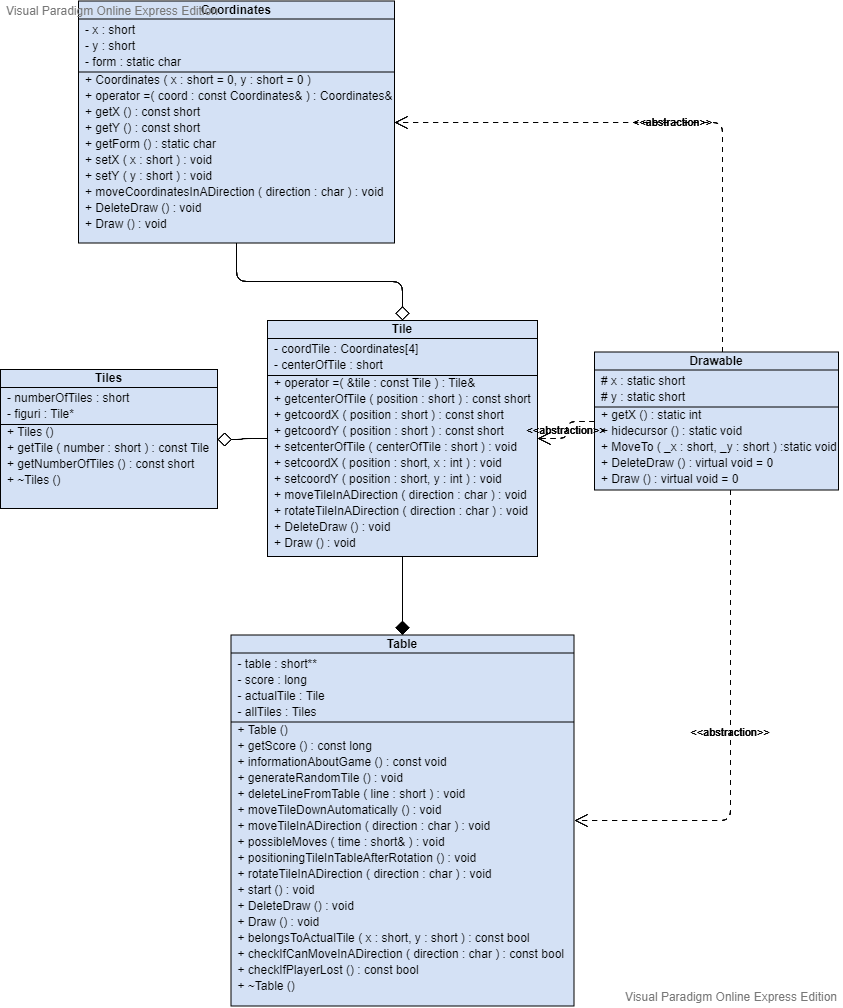 Visual Paradigm Online Express Edition
Coordinates
- x : short
- y : short
- form : static char
+ Coordinates ( x : short = 0, y : short = 0 )
+ operator =( coord : const Coordinates& ) : Coordinates&
+ getX () : const short
+ getY () : const short
+ getForm () : static char
+ setX ( x : short ) : void
+ setY ( y : short ) : void
+ moveCoordinatesInADirection ( direction : char ) : void
+ DeleteDraw () : void
+ Draw () : void
<<abstraction>>
Tile
- coordTile : Coordinates[4]
- centerOfTile : short
+ operator =( &tile : const Tile ) : Tile&
+ getcenterOfTile ( position : short ) : const short
+ getcoordX ( position : short ) : const short
+ getcoordY ( position : short ) : const short
+ setcenterOfTile ( centerOfTile : short ) : void
+ setcoordX ( position : short, x : int ) : void
+ setcoordY ( position : short, y : int ) : void
+ moveTileInADirection ( direction : char ) : void
+ rotateTileInADirection ( direction : char ) : void
+ DeleteDraw () : void
+ Draw () : void
Tiles
- numberOfTiles : short
- figuri : Tile*
+ Tiles ()
+ getTile ( number : short ) : const Tile
+ getNumberOfTiles () : const short
+ ~Tiles ()
<<abstraction>>
Drawable
# x : static short
# y : static short
+ getX () : static int
+ hidecursor () : static void
+ MoveTo ( _x : short, _y : short ) :static void
+ DeleteDraw () : virtual void = 0
+ Draw () : virtual void = 0
<<abstraction>>
Table
- table : short**
- score : long
- actualTile : Tile
- allTiles : Tiles
+ Table ()
+ getScore () : const long
+ informationAboutGame () : const void
+ generateRandomTile () : void
+ deleteLineFromTable ( line : short ) : void
+ moveTileDownAutomatically () : void
+ moveTileInADirection ( direction : char ) : void
+ possibleMoves ( time : short& ) : void
+ positioningTileInTableAfterRotation () : void
+ rotateTileInADirection ( direction : char ) : void
+ start () : void
+ DeleteDraw () : void
+ Draw () : void
+ belongsToActualTile ( x : short, y : short ) : const bool
+ checkIfCanMoveInADirection ( direction : char ) : const bool
+ checkIfPlayerLost () : const bool
+ ~Table ()
Visual Paradigm Online Express Edition